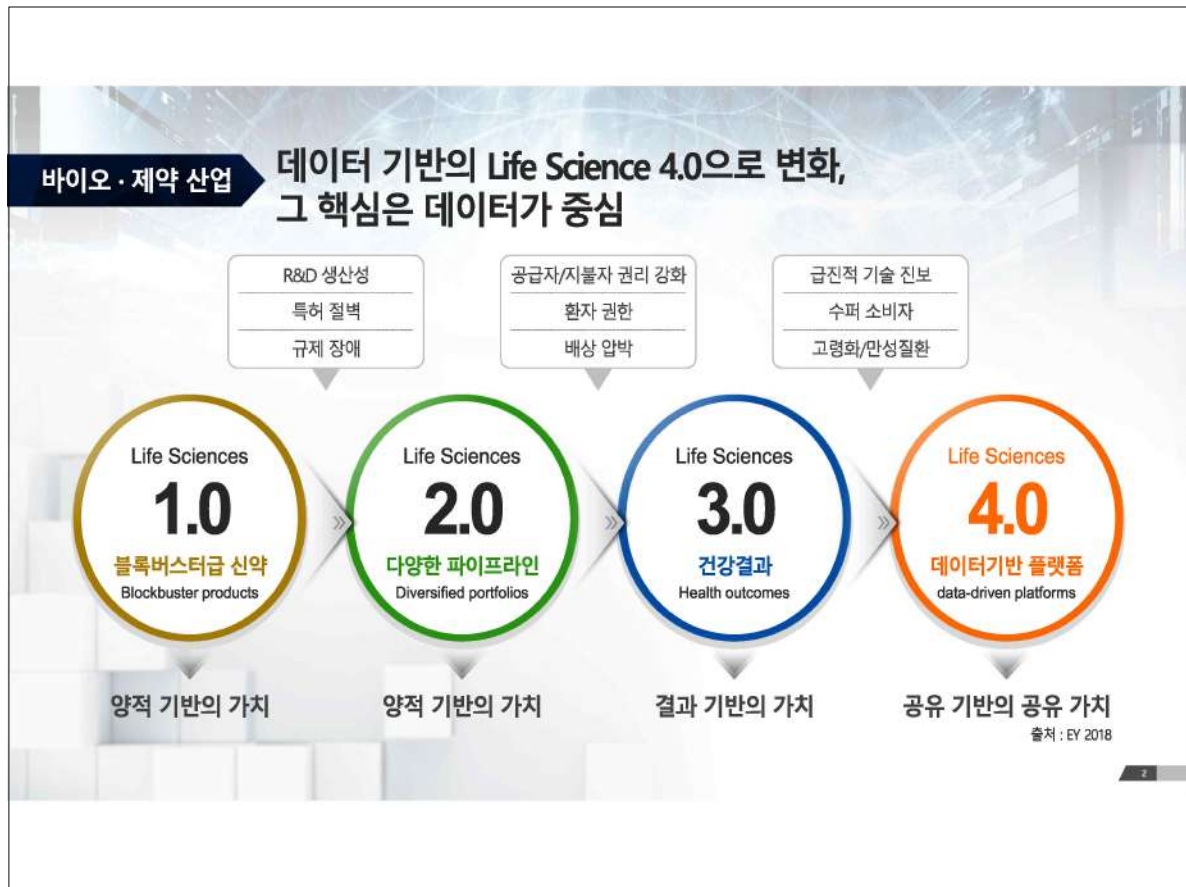 바이오 · 제약 산업
데이터 기반의 Life Science 4.0으로 변화,
그 핵심은 데이터가 중심
R&D 생산성
특허 절벽
규제 장애
공급자/지불자 권리 강화
환자 권한
배상 압박
급진적 기술 진보
수퍼 소비자
고령화/만성질환
Life Sciences
1.0
블록버스터급 신약
Blockbuster products
Life Sciences
2.0
다양한 파이프라인
Diversified portfolios
Life Sciences
3.0
건강결과
Health outcomes
Life Sciences
4.0
데이터기반 플랫폼
data-driven platforms
양적 기반의 가치
양적 기반의 가치
결과 기반의 가치
공유 기반의 공유 가치
출처 : EY 2018
2